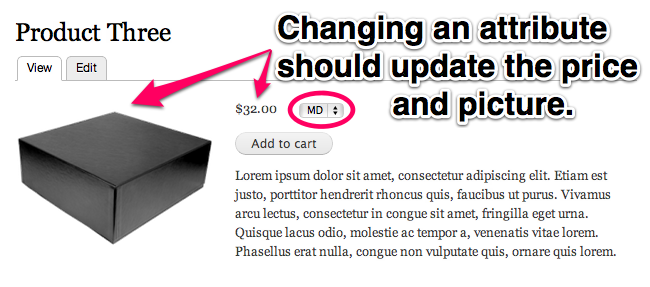 Product Three
Changing an attribute
should update the price
and picture.
View
Edit
$32.00
MD
Add to cart
Lorem ipsum dolor sit amet, consectetur adipiscing elit. Etiam est
justo, porttitor hendrerit rhoncus quis, faucibus ut purus. Vivamus
arcu lectus, consectetur in congue sit amet, fringilla eget urna.
Quisque lacus odio, molestie ac tempor a, venenatis vitae lorem.
Phasellus erat nulla, congue non vulputate quis, ornare quis lorem.